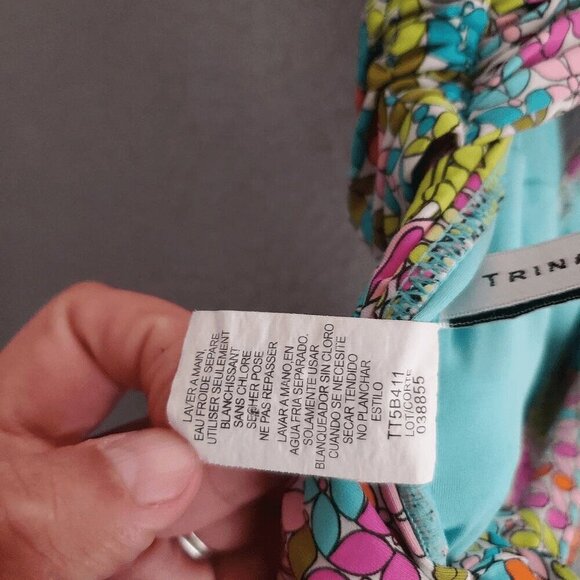 LAVER A MAIN
EAU FROIDE SEPARE
UTILISER SEULEMENT
BLANCHISSANT
SANS CHLORE
SECHER POSE
NE PAS REPASSER
LAVAR A MANO,EN
AGUA FRIA SEPARADO.
SOLAMENTE USAR
BLANQUEADOR SIN CLORO
CUANDO SE NECESITE
SECAR TENDIDO
NO PLANCHAR
ESTILO
TT5B411
LOT/CORTE
038855
TRINA